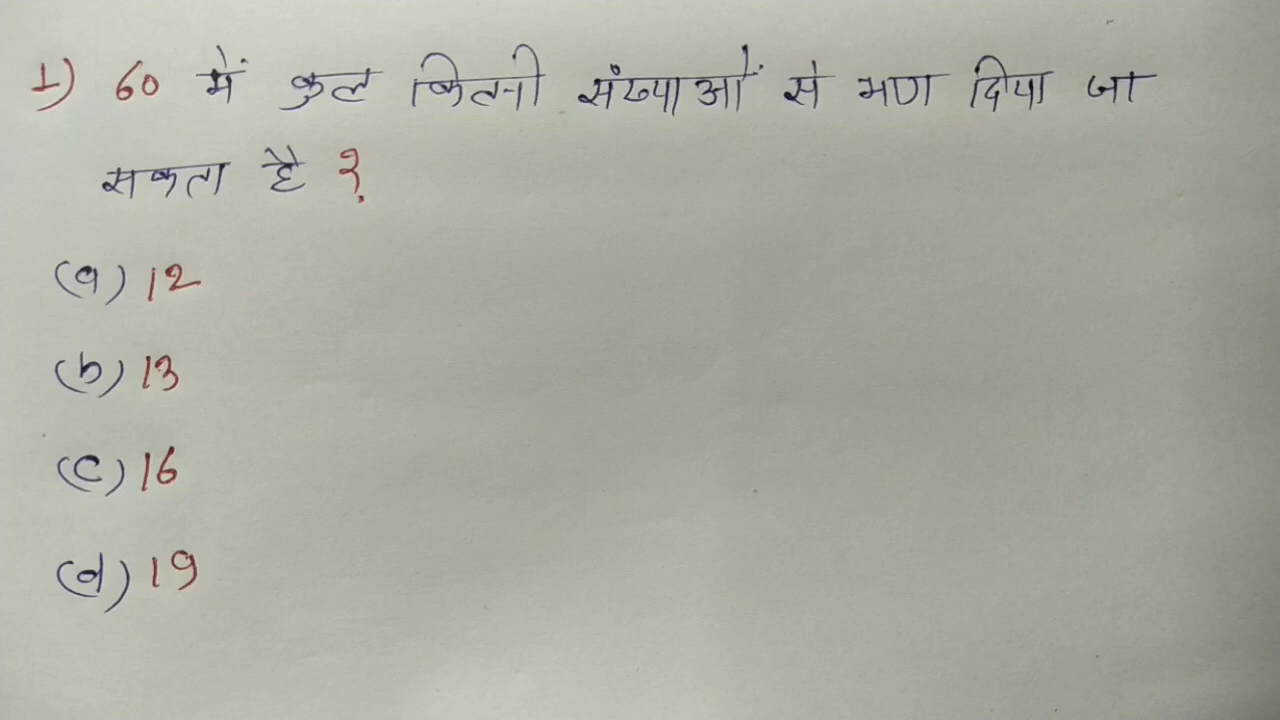 1) 60 में कुल कितनी संख्याओं से भाग दिया जा
सकता है ?
(a) 12
(b) 13
(c) 16
(d) 19